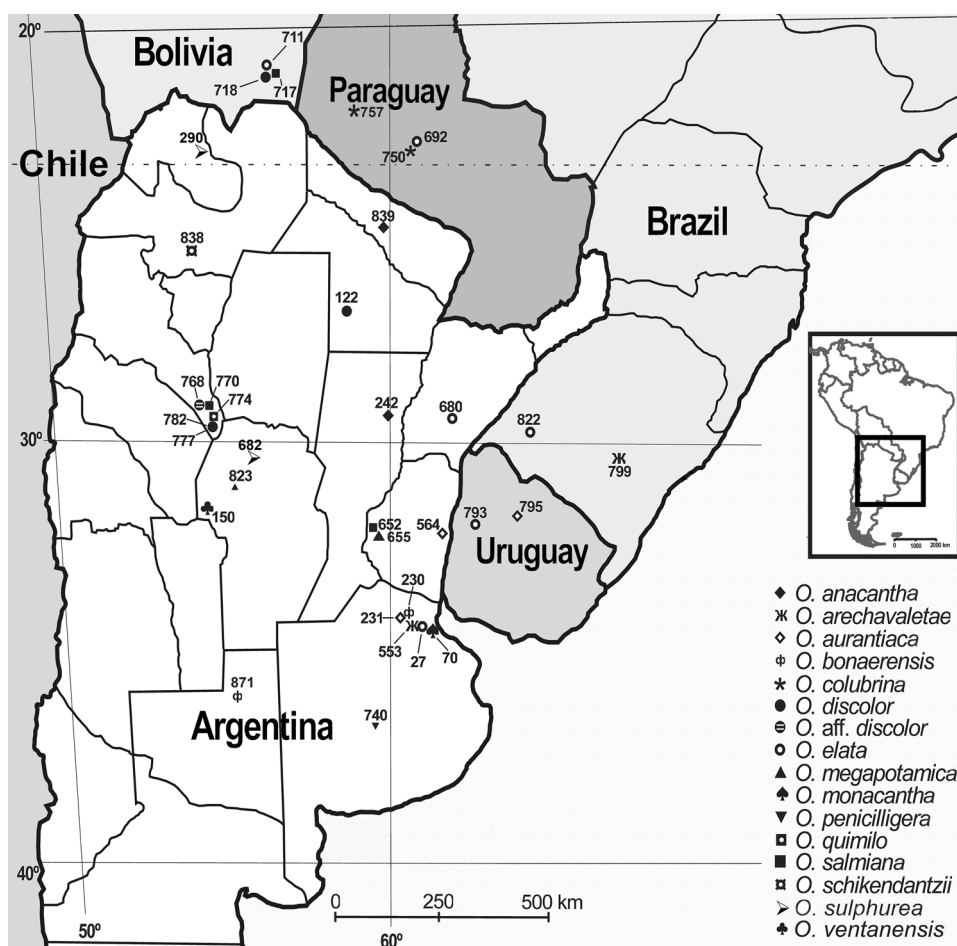 20º
Bolivia
711
718
717
Paraguay
757
692
750
290
Chile
839
838
Brazil
122
768
770
774
782
777
242
680
822
30º
682
799
823
150
652
655
564
793
795
Uruguay
230
231
553
27
70
871
740
Argentina
40º
50º
60º
0 250 500 km
0 1000 2000 km
O. anacantha
O. arechavaletae
O. aurantiaca
O. bonaerensis
O. colubrina
O. discolor
O. aff. discolor
O. elata
O. megapotamica
O. monacantha
O. penicilligera
O. quimilo
O. salmiana
O. schikendantzii
O. sulphurea
O. ventanensis